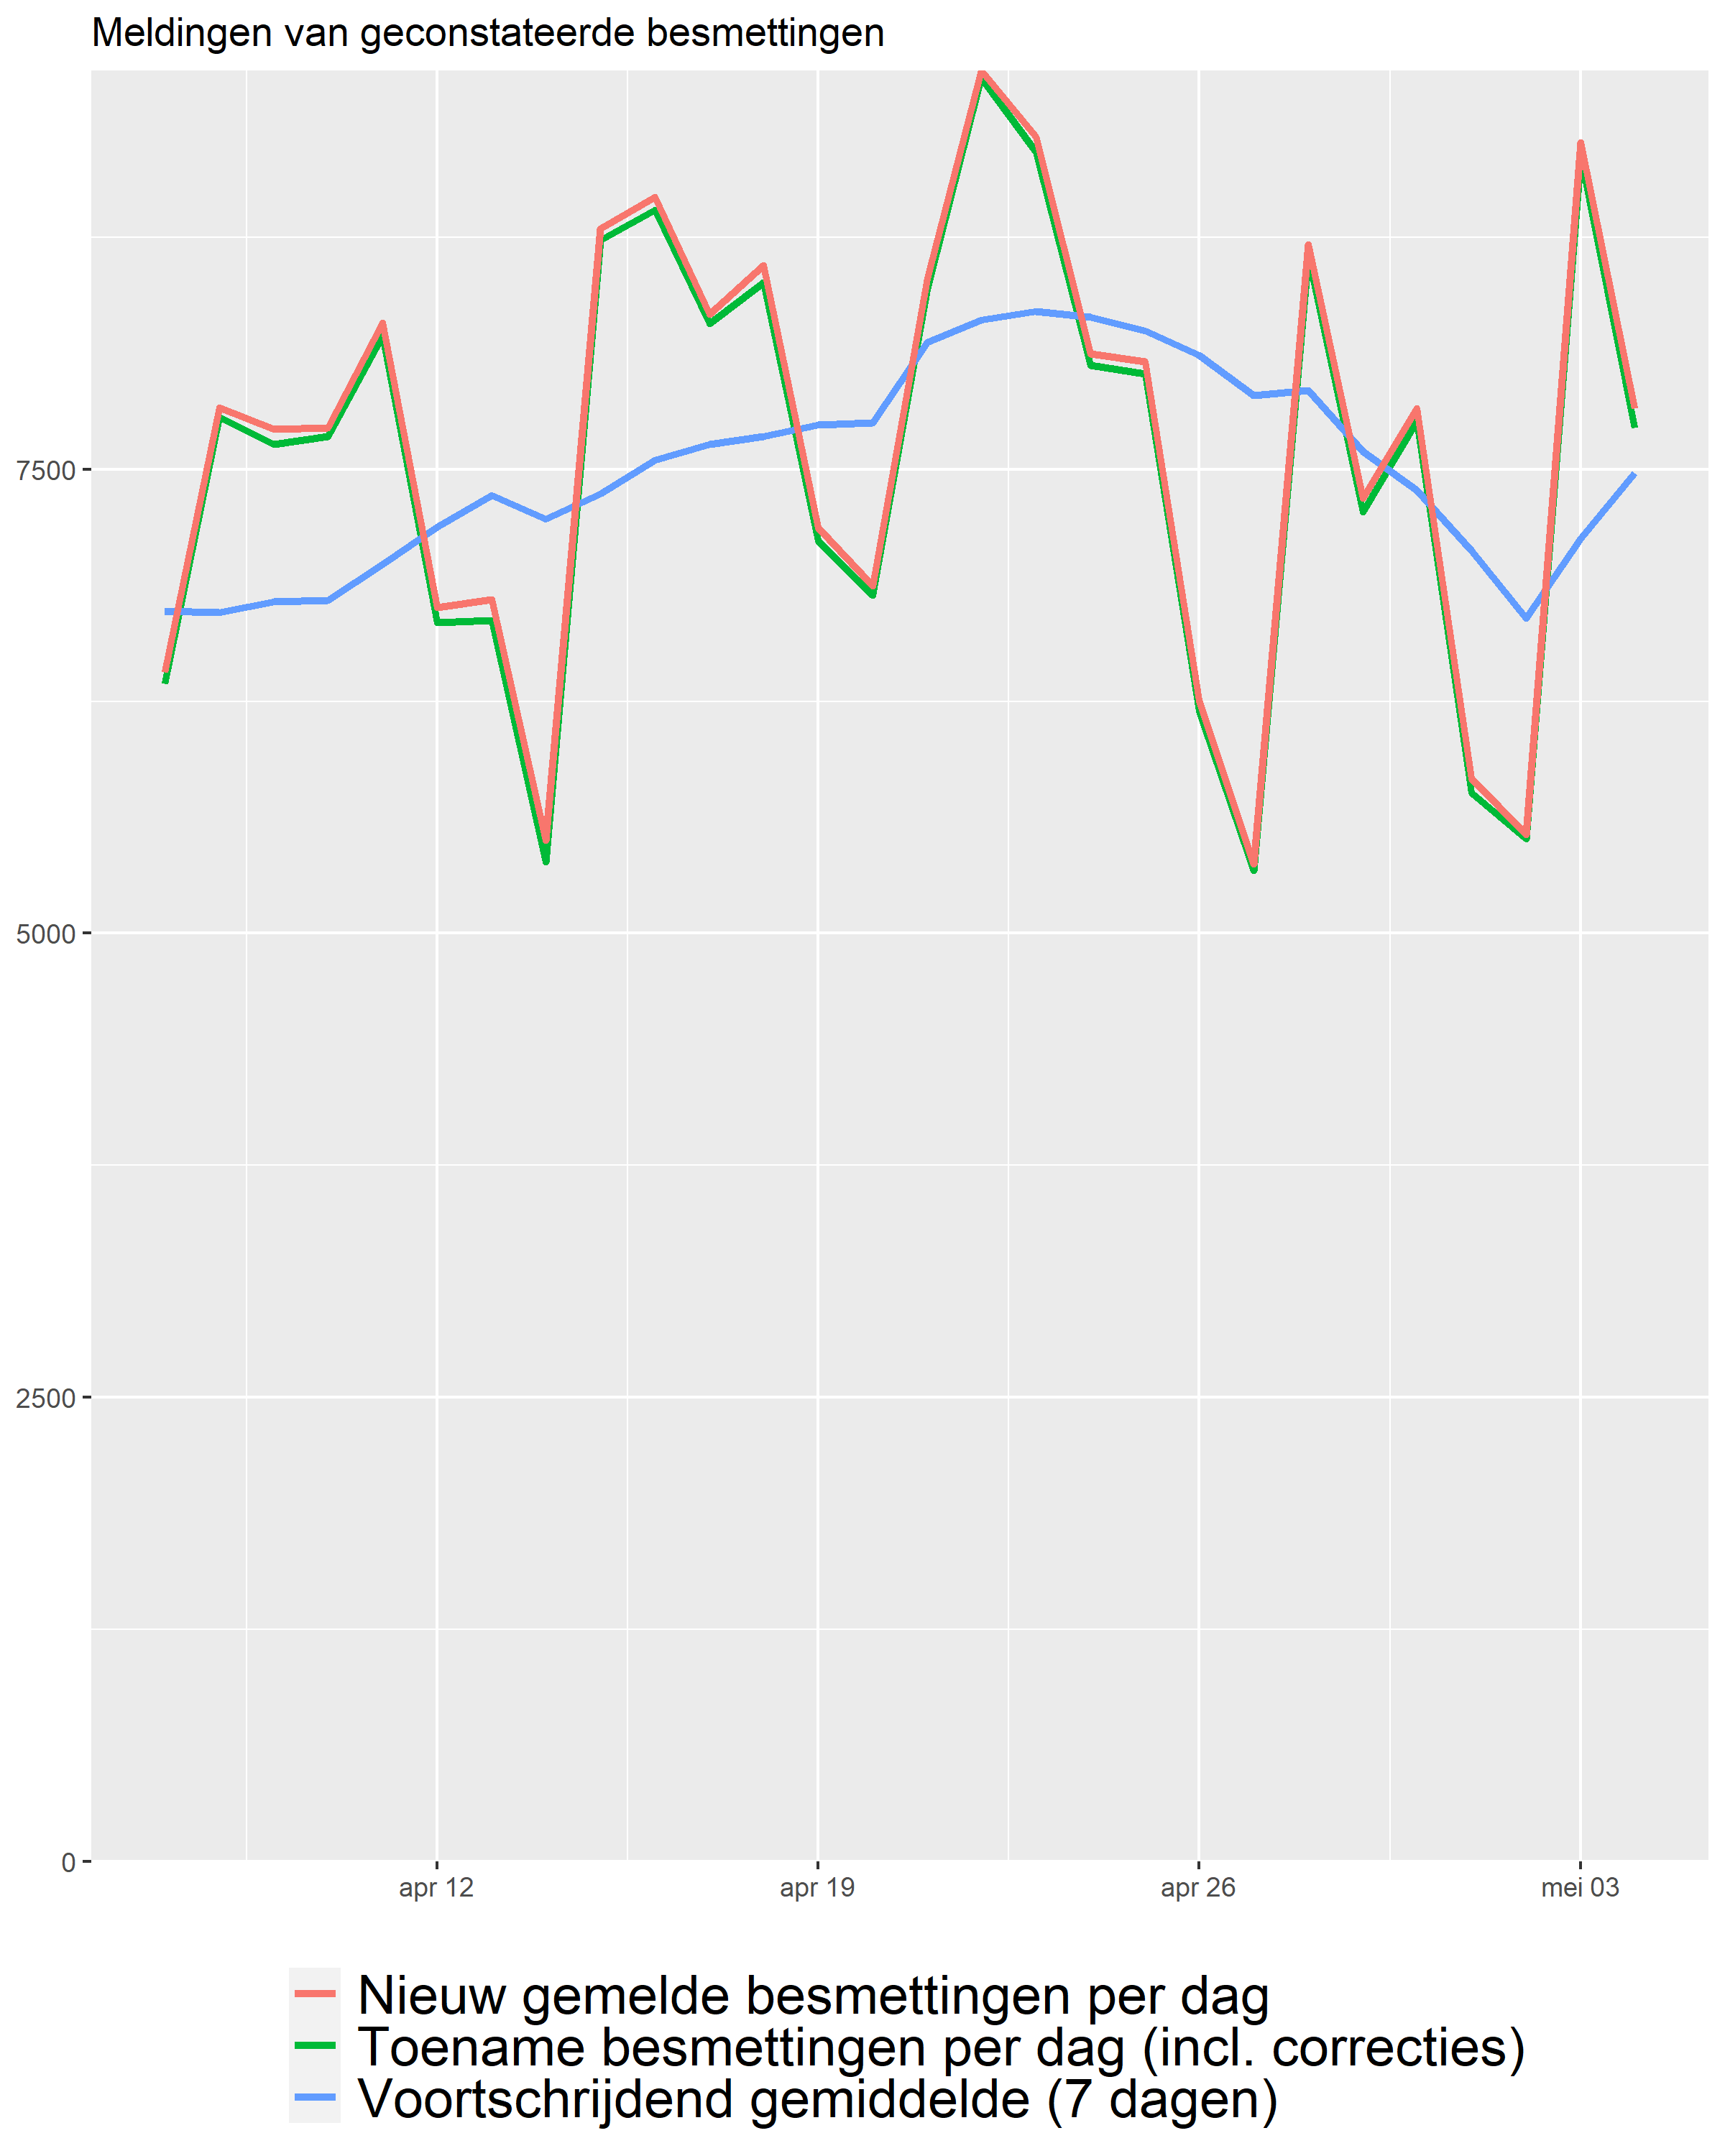 Meldingen van geconstateerde besmettingen
7500
5000
2500
0
apr 12
apr 19
apr 26
mei 03
Nieuw gemelde besmettingen per dag
Toename besmettingen per dag (incl. correcties)
Voortschrijdend gemiddelde (7 dagen)